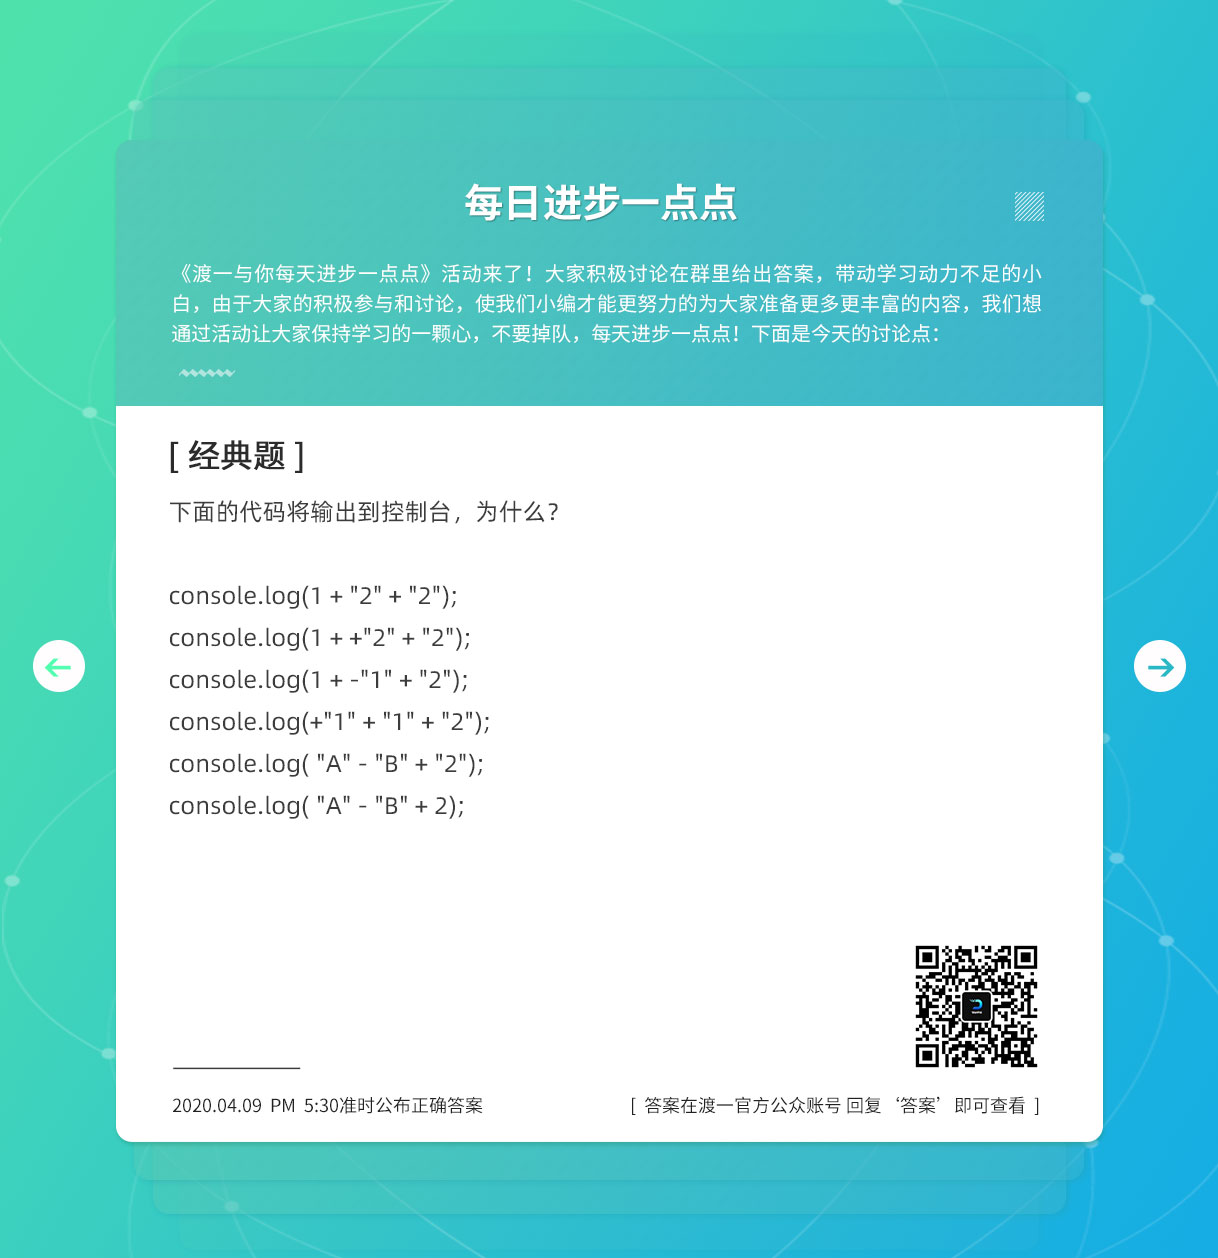 每日进步一点点
《渡一与你每天进步一点点》活动来了！大家积极讨论在群里给出答案，带动学习动力不足的小
白，由于大家的积极参与和讨论，使我们小编才能更努力的为大家准备更多更丰富的内容，我们想
通过活动让大家保持学习的一颗心，不要掉队，每天进步一点点！下面是今天的讨论点：
[ 经典题 ]
下面的代码将输出到控制台，为什么？
console.log(1 + "2" + "2");
console.log(1 + +"2" + "2");
console.log(1 + -"1" + "2");
console.log(+"1" + "1" + "2");
console.log( "A" - "B" + "2");
console.log( "A" - "B" + 2);
2020.04.09 PM 5:30准时公布正确答案
[ 答案在渡一官方公众账号 回复‘答案’即可查看 ]